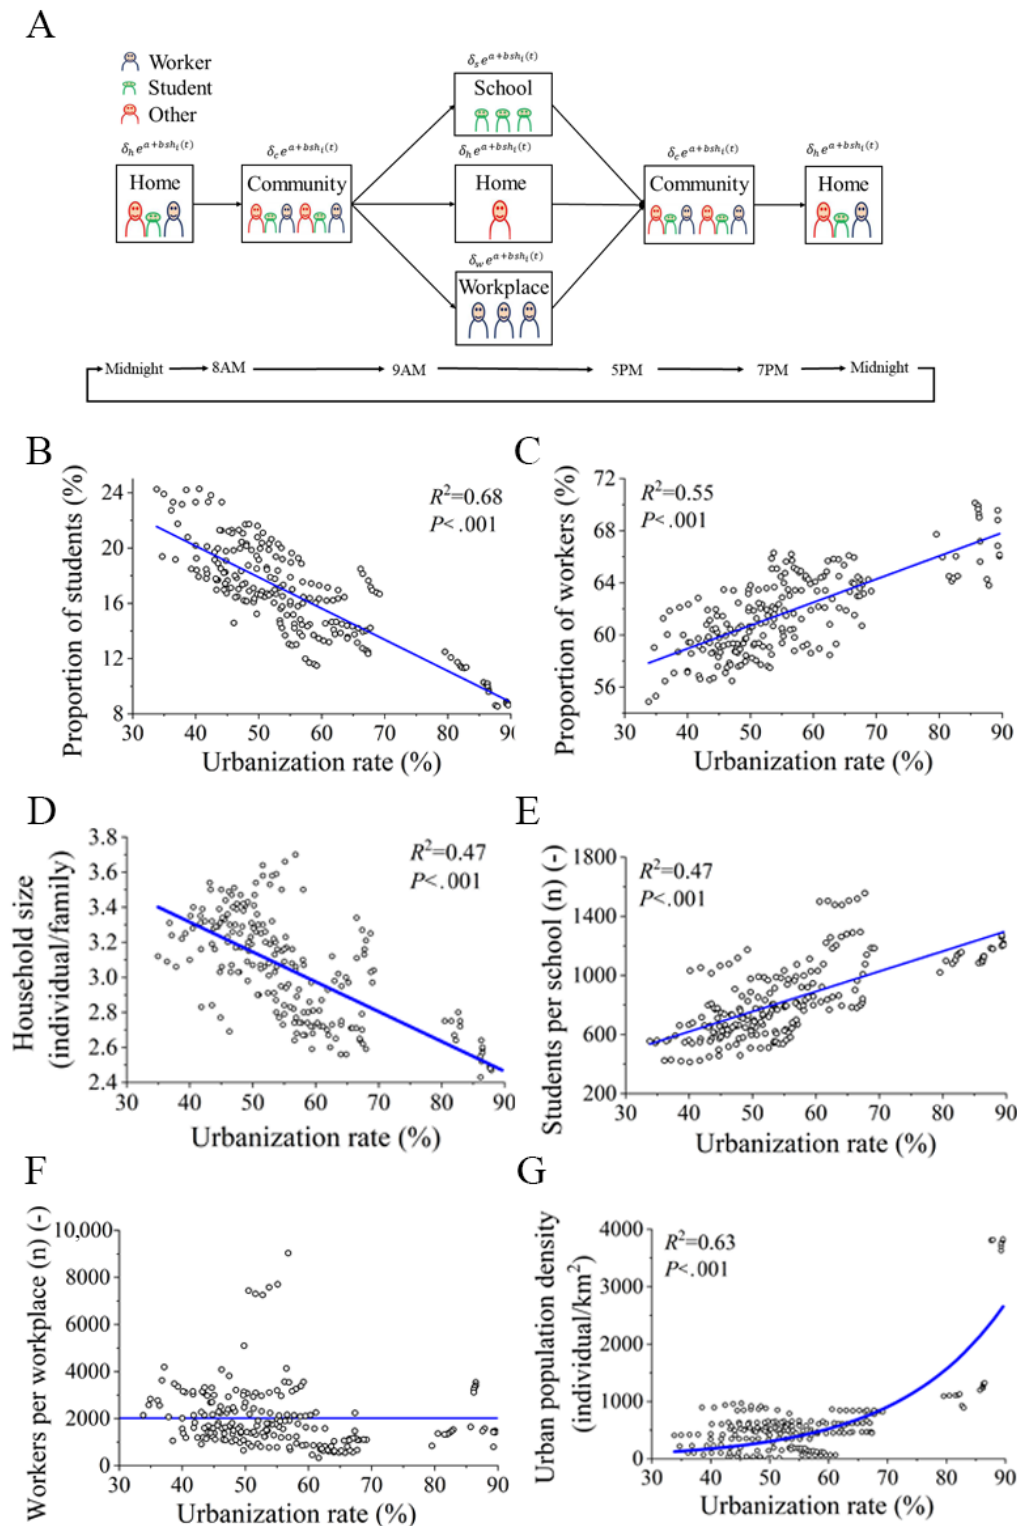 A
Worker
Student
Other
δ_s e^{a+bsh_i(t)}
School
δ_h e^{a+bsh_i(t)}
Home
δ_c e^{a+bsh_i(t)}
Community
δ_h e^{a+bsh_i(t)}
Home
δ_c e^{a+bsh_i(t)}
Community
δ_h e^{a+bsh_i(t)}
Home
δ_w e^{a+bsh_i(t)}
Workplace
Midnight 8AM 9AM 5PM 7PM Midnight
B
Proportion of students (%)
24
20
16
12
8
R²=0.68
P<.001
30 40 50 60 70 80 90
Urbanization rate (%)
C
Proportion of workers (%)
72
68
64
60
56
R²=0.55
P<.001
30 40 50 60 70 80 90
Urbanization rate (%)
D
Household size
(individual/family)
3.8
3.6
3.4
3.2
3.0
2.8
2.6
2.4
R²=0.47
P<.001
30 40 50 60 70 80 90
Urbanization rate (%)
E
Students per school (n) (-)
1800
1400
1000
600
200
R²=0.47
P<.001
30 40 50 60 70 80 90
Urbanization rate (%)
F
Workers per workplace (n) (-)
10,000
8000
6000
4000
2000
0
30 40 50 60 70 80 90
Urbanization rate (%)
G
Urban population density
(individual/km²)
4000
3000
2000
1000
0
R²=0.63
P<.001
30 40 50 60 70 80 90
Urbanization rate (%)